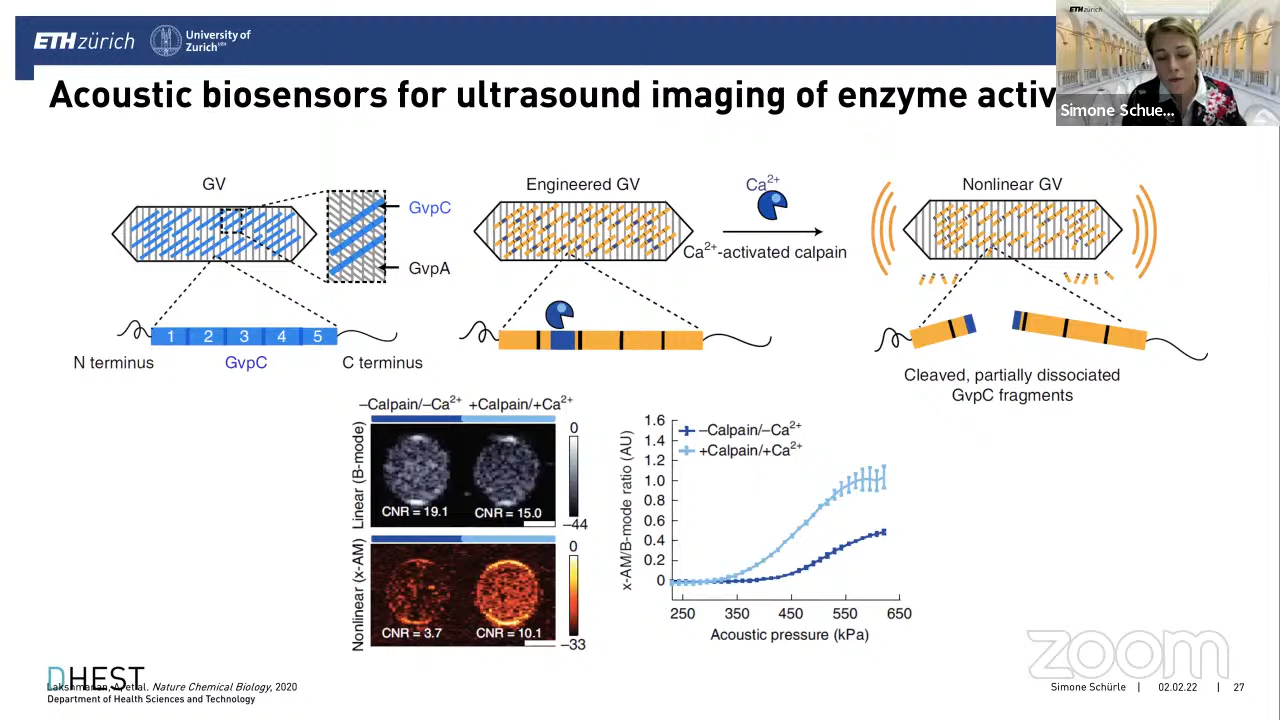 ETH zürich
University of
Zurich UZH
ETH zürich
Simone Schue...
Acoustic biosensors for ultrasound imaging of enzyme activ
GV
GvpC
GvpA
1 2 3 4 5
N terminus
GvpC
C terminus
Engineered GV
Ca2+
Ca2+-activated calpain
Nonlinear GV
Cleaved, partially dissociated
GvpC fragments
–Calpain/–Ca2+ +Calpain/+Ca2+
Linear (B-mode)
CNR = 19.1
CNR = 15.0
0
–44
Nonlinear (x-AM)
CNR = 3.7
CNR = 10.1
0
–33
x-AM/B-mode ratio (AU)
1.6
1.4
1.2
1.0
0.8
0.6
0.4
0.2
0
–Calpain/–Ca2+
+Calpain/+Ca2+
250 350 450 550 650
Acoustic pressure (kPa)
zoom
DHEST
Lakshmanan, A, et al. Nature Chemical Biology, 2020
Department of Health Sciences and Technology
Simone Schürle | 02.02.22 | 27